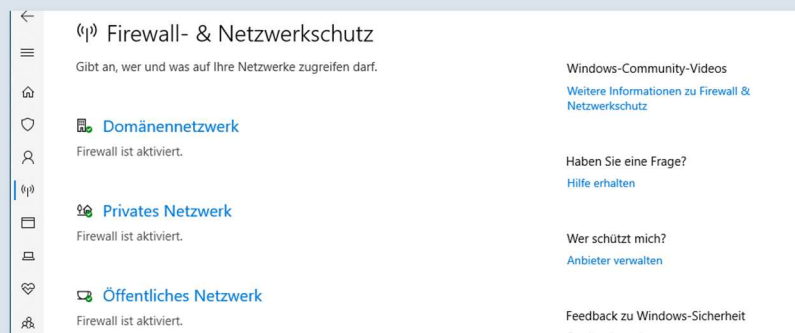 Firewall- & Netzwerkschutz
Gibt an, wer und was auf Ihre Netzwerke zugreifen darf.
Domänennetzwerk
Firewall ist aktiviert.
Privates Netzwerk
Firewall ist aktiviert.
Öffentliches Netzwerk
Firewall ist aktiviert.
Windows-Community-Videos
Weitere Informationen zu Firewall &
Netzwerkschutz
Haben Sie eine Frage?
Hilfe erhalten
Wer schützt mich?
Anbieter verwalten
Feedback zu Windows-Sicherheit